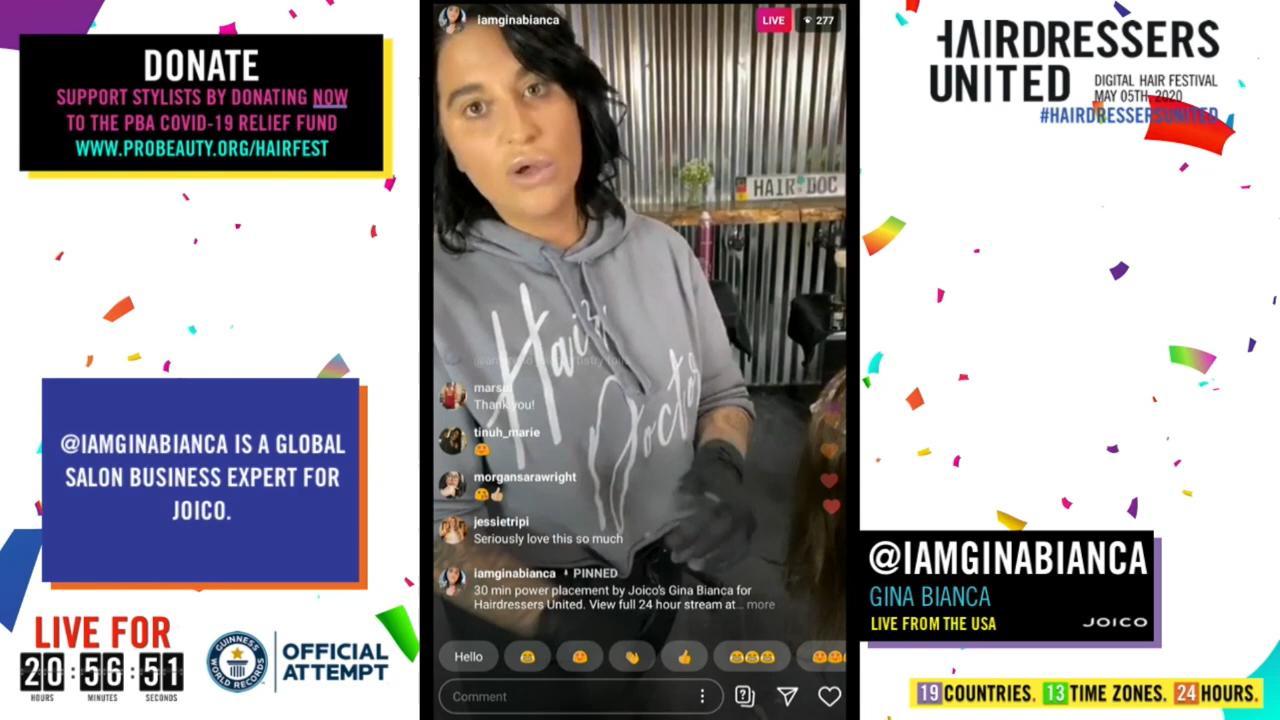 DONATE
SUPPORT STYLISTS BY DONATING NOW
TO THE PBA COVID-19 RELIEF FUND
WWW.PROBEAUTY.ORG/HAIRFEST
@IAMGINABIANCA IS A GLOBAL
SALON BUSINESS EXPERT FOR
JOICO.
LIVE FOR
20:56:51
HOURS MINUTES SECONDS
GUINNESS WORLD RECORDS
OFFICIAL
ATTEMPT
iamginabianca
LIVE 277
HAIR DOC
Hair
Doctor
Thank you!
tinuh_marie
morgansarawright
jessietripi
Seriously love this so much
iamginabianca PINNED
30 min power placement by Joico's Gina Bianca for
Hairdressers United. View full 24 hour stream at... more
Hello
Comment
HAIRDRESSERS
UNITED
DIGITAL HAIR FESTIVAL
MAY 05TH, 2020
#HAIRDRESSERSUNITED
@IAMGINABIANCA
GINA BIANCA
LIVE FROM THE USA
JOICO
19 COUNTRIES. 13 TIME ZONES. 24 HOURS.